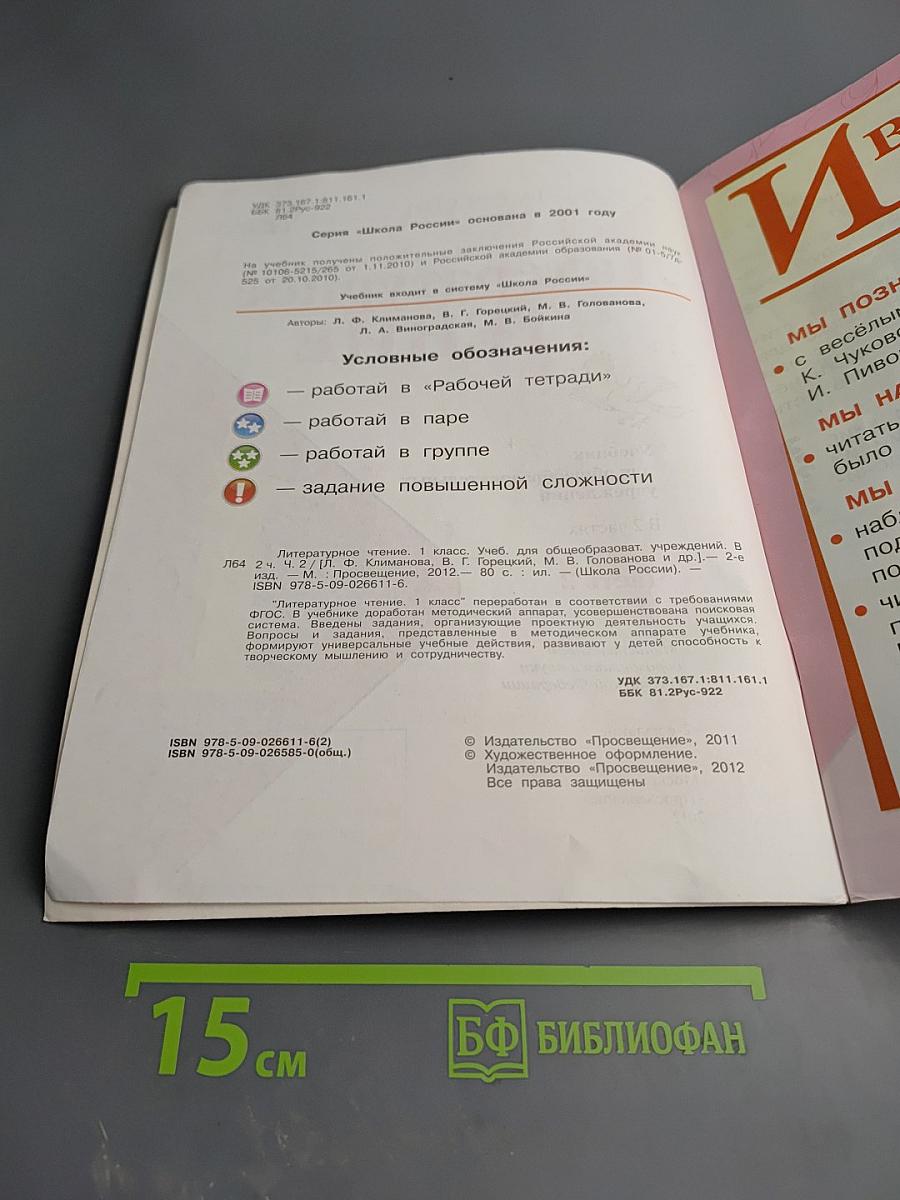 УДК 373.167.1:811.161.1
ББК 81.2Рус-922
Л64
Серия «Школа России» основана в 2001 году
На учебник получены положительные заключения Российской академии наук
(№ 10106-5215/265 от 1.11.2010) и Российской академии образования (№ 01-5/7д-
525 от 20.10.2010).
Учебник входит в систему «Школа России»
Авторы: Л. Ф. Климанова, В. Г. Горецкий, М. В. Голованова,
Л. А. Виноградская, М. В. Бойкина
Условные обозначения:
— работай в «Рабочей тетради»
— работай в паре
— работай в группе
— задание повышенной сложности
Литературное чтение. 1 класс. Учеб. для общеобразоват. учреждений. В
Л64 2 ч. Ч. 2 / [Л. Ф. Климанова, В. Г. Горецкий, М. В. Голованова и др.].— 2-е
изд. — М. : Просвещение, 2012.— 80 с. : ил. — (Школа России). —
ISBN 978-5-09-026611-6.
"Литературное чтение. 1 класс" переработан в соответствии с требованиями
ФГОС. В учебнике доработан методический аппарат, усовершенствована поисковая
система. Введены задания, организующие проектную деятельность учащихся.
Вопросы и задания, представленные в методическом аппарате учебника,
формируют универсальные учебные действия, развивают у детей способность к
творческому мышлению и сотрудничеству.
УДК 373.167.1:811.161.1
ББК 81.2Рус-922
ISBN 978-5-09-026611-6(2)
ISBN 978-5-09-026585-0(общ.)
© Издательство «Просвещение», 2011
© Художественное оформление.
Издательство «Просвещение», 2012
Все права защищены
И в
мы позн
• с весёлым
К. Чуковс
И. Пиво
мы на
• читать
было
мы
• набл
под
по
• чи
п
15 см
БФ БИБЛИОФАН